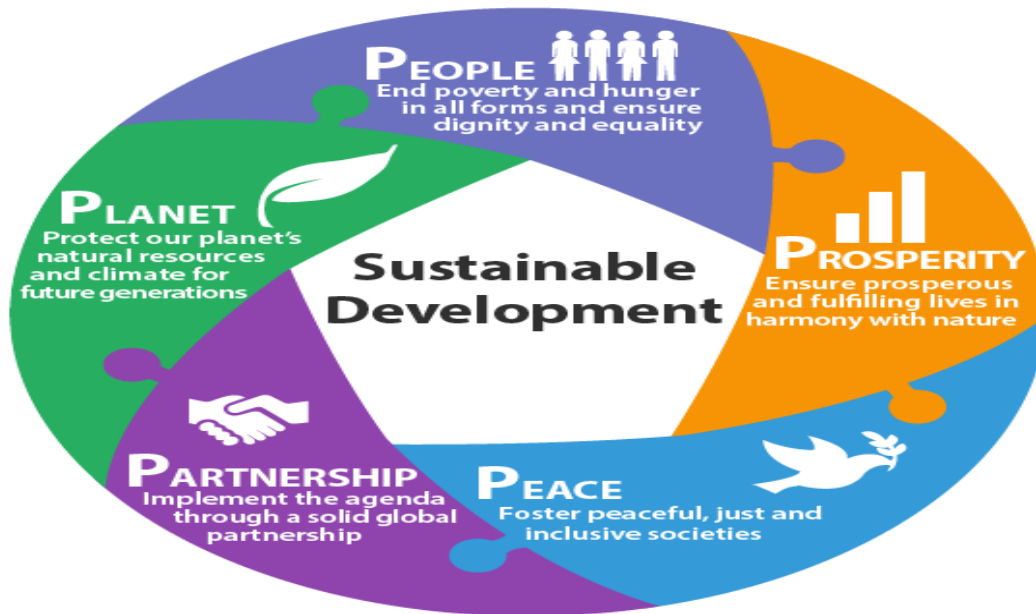 PEOPLE
End poverty and hunger
in all forms and ensure
dignity and equality
PLANET
Protect our planet's
natural resources
and climate for
future generations
Sustainable
Development
PROSPERITY
Ensure prosperous
and fulfilling lives in
harmony with nature
PARTNERSHIP
Implement the agenda
through a solid global
partnership
PEACE
Foster peaceful, just and
inclusive societies